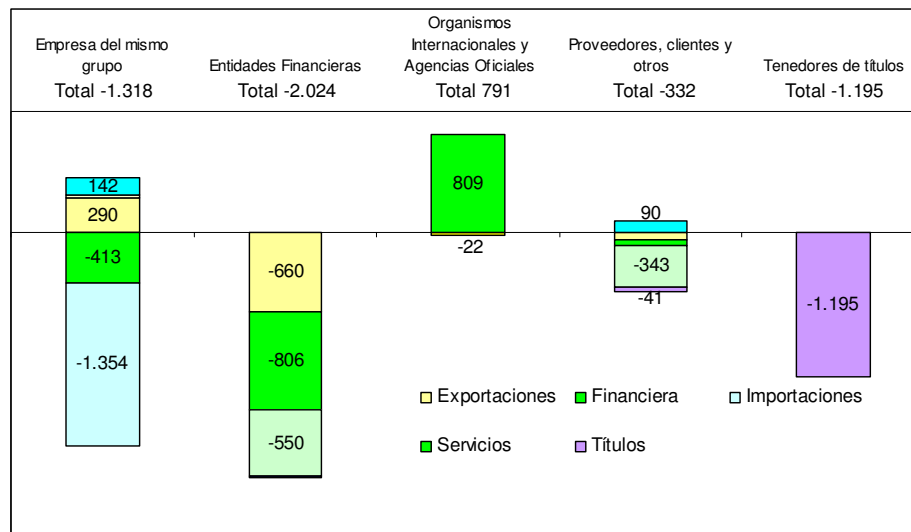 Empresa del mismo
grupo
Total -1.318
Entidades Financieras
Total -2.024
Organismos
Internacionales y
Agencias Oficiales
Total 791
Proveedores, clientes y
otros
Total -332
Tenedores de títulos
Total -1.195
142
290
-413
-1.354
-660
-806
-550
809
-22
90
-343
-41
-1.195
Exportaciones
Financiera
Importaciones
Servicios
Títulos